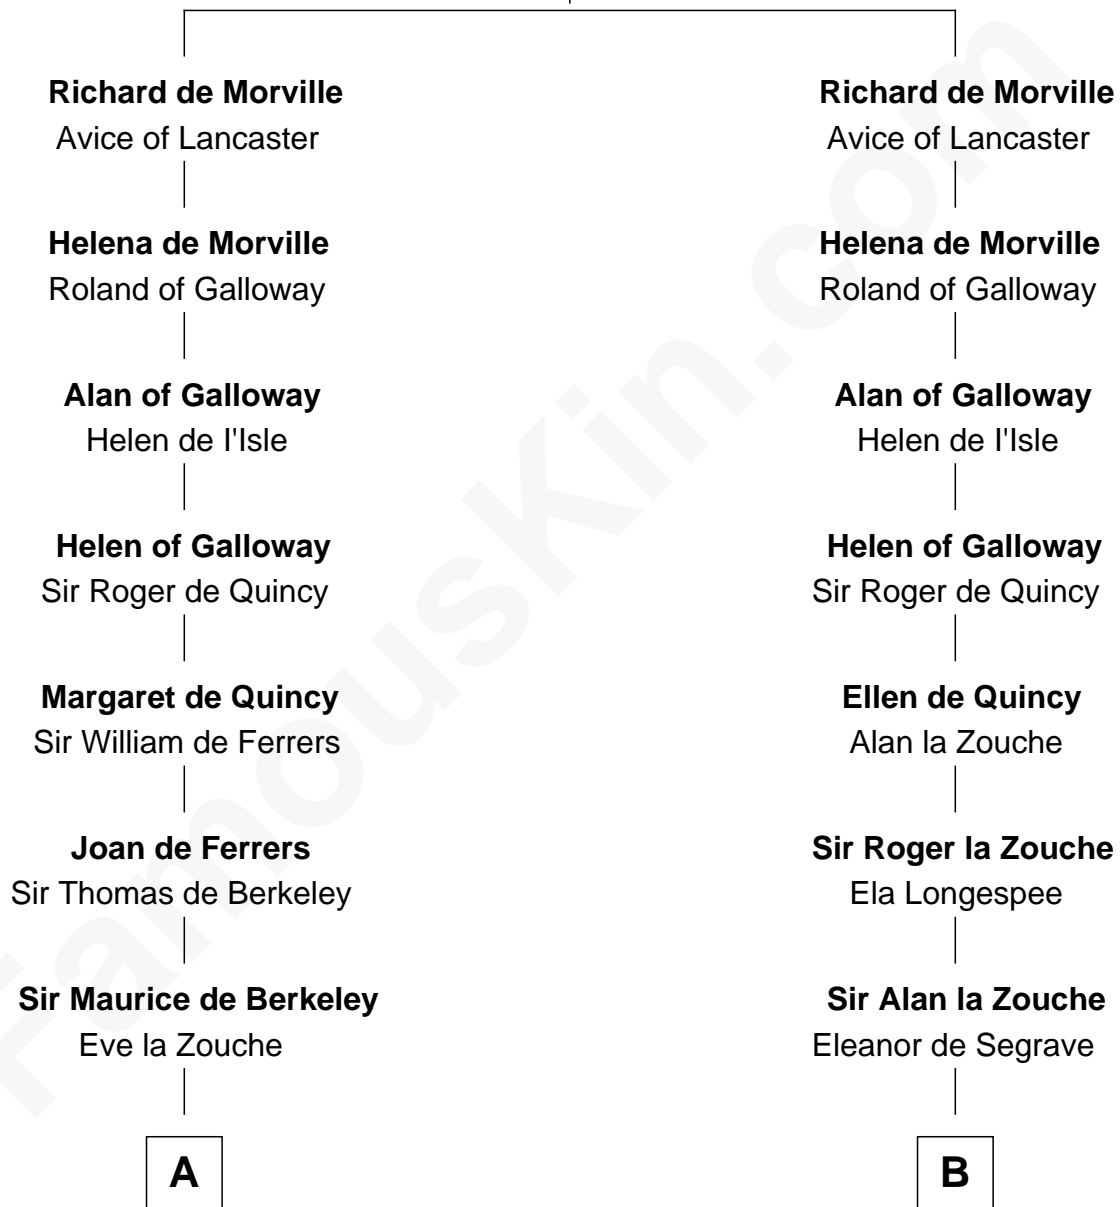 Richard de Morville
Avice of Lancaster
Helena de Morville
Roland of Galloway
Alan of Galloway
Helen de I'Isle
Helen of Galloway
Sir Roger de Quincy
Margaret de Quincy
Sir William de Ferrers
Joan de Ferrers
Sir Thomas de Berkeley
Sir Maurice de Berkeley
Eve la Zouche
A
Richard de Morville
Avice of Lancaster
Helena de Morville
Roland of Galloway
Alan of Galloway
Helen de I'Isle
Helen of Galloway
Sir Roger de Quincy
Ellen de Quincy
Alan la Zouche
Sir Roger la Zouche
Ela Longespee
Sir Alan la Zouche
Eleanor de Segrave
B
FamousKin.com